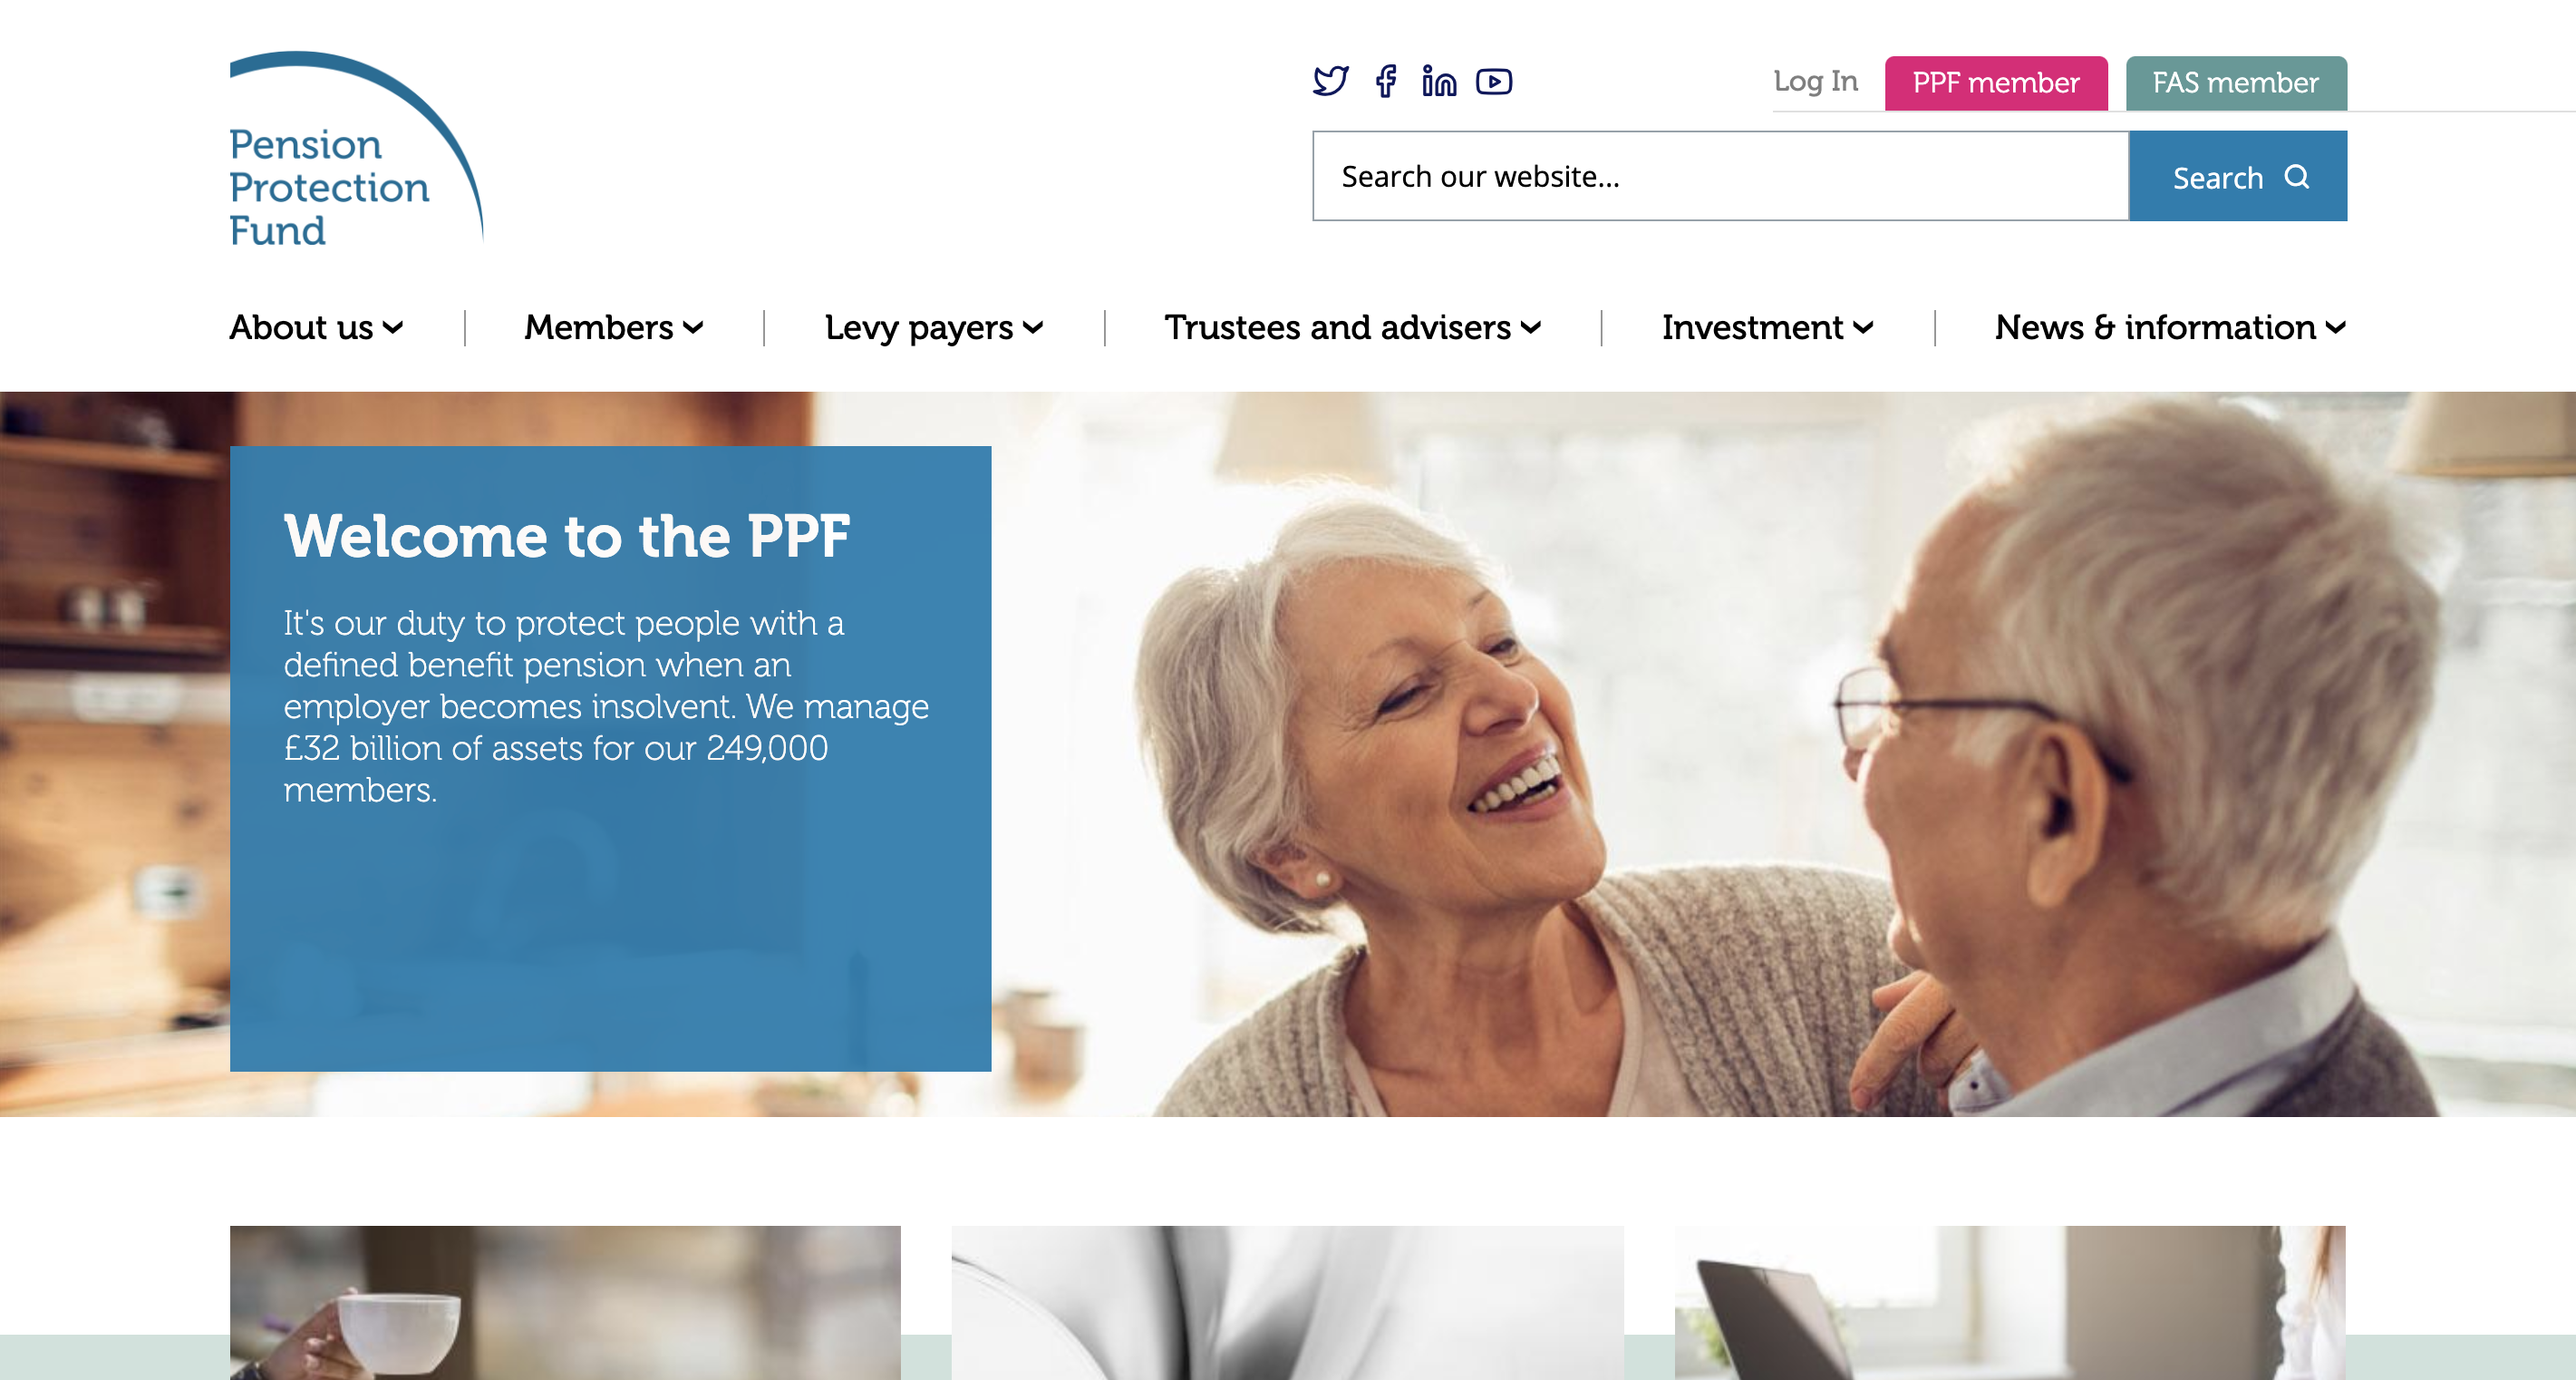 Pension
Protection
Fund
Log In
PPF member
FAS member
Search our website...
Search
About us
Members
Levy payers
Trustees and advisers
Investment
News & information
Welcome to the PPF
It's our duty to protect people with a
defined benefit pension when an
employer becomes insolvent. We manage
£32 billion of assets for our 249,000
members.